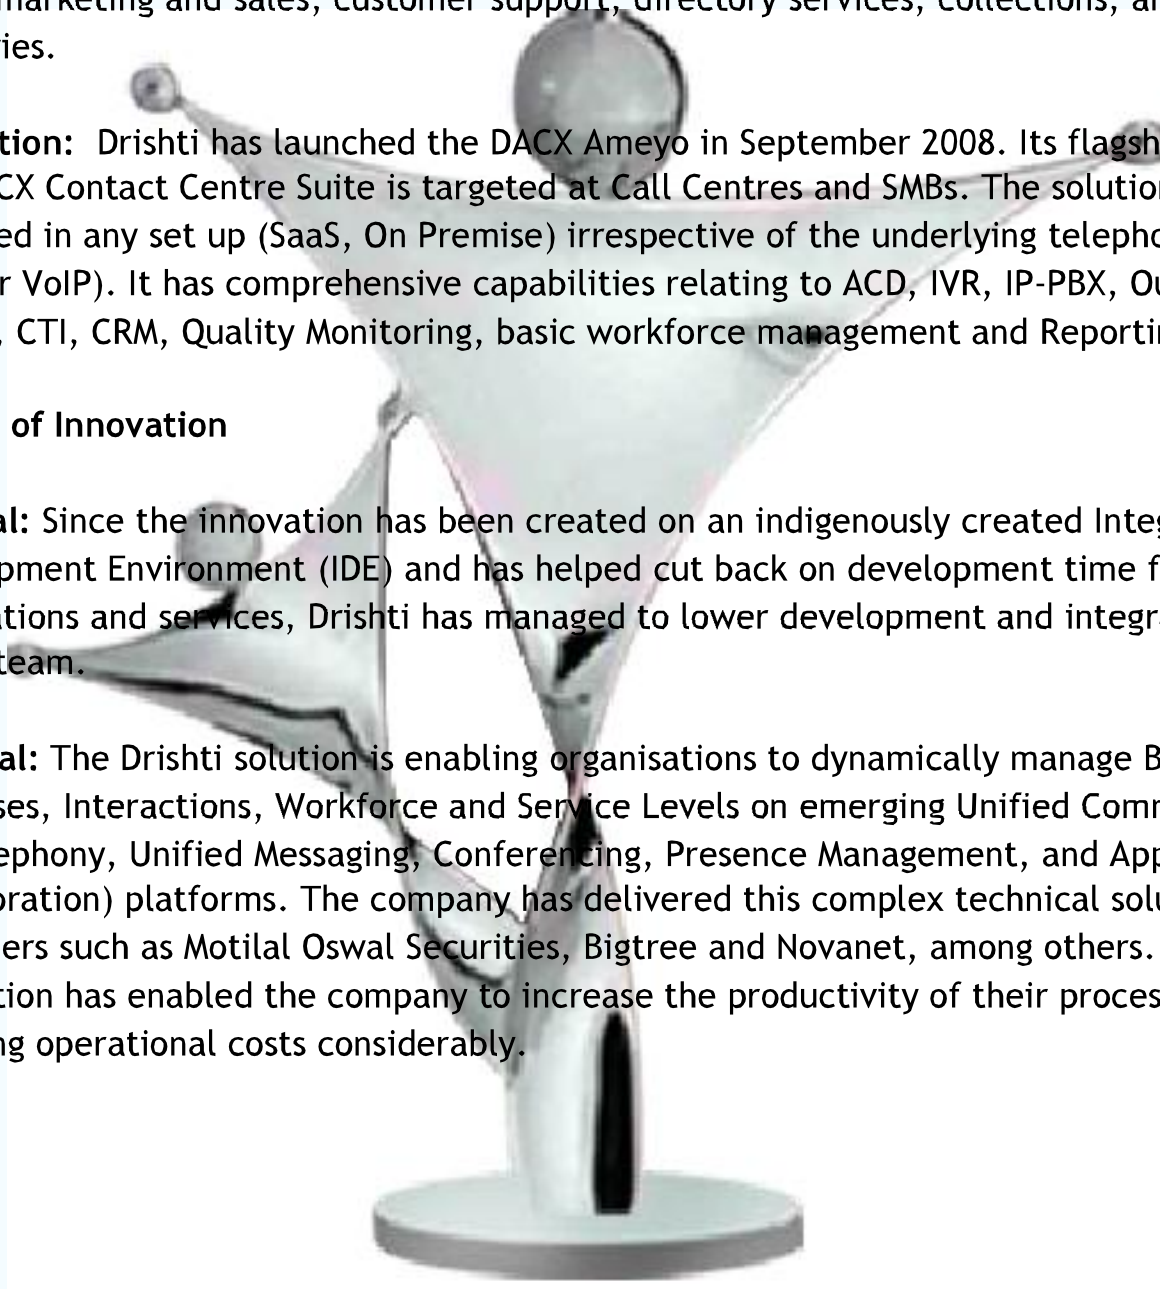 marketing and sales, customer support, directory services, collections, a
ies.
tion: Drishti has launched the DACX Ameyo in September 2008. Its flagsh
CX Contact Centre Suite is targeted at Call Centres and SMBs. The solution
ed in any set up (SaaS, On Premise) irrespective of the underlying telepho
r VoIP). It has comprehensive capabilities relating to ACD, IVR, IP-PBX, Ou
, CTI, CRM, Quality Monitoring, basic workforce management and Reporti
of Innovation
al: Since the innovation has been created on an indigenously created Integ
pment Environment (IDE) and has helped cut back on development time f
ations and services, Drishti has managed to lower development and integr
team.
al: The Drishti solution is enabling organisations to dynamically manage B
ses, Interactions, Workforce and Service Levels on emerging Unified Comm
ephony, Unified Messaging, Conferencing, Presence Management, and App
oration) platforms. The company has delivered this complex technical solu
ers such as Motilal Oswal Securities, Bigtree and Novanet, among others.
tion has enabled the company to increase the productivity of their proces
ng operational costs considerably.